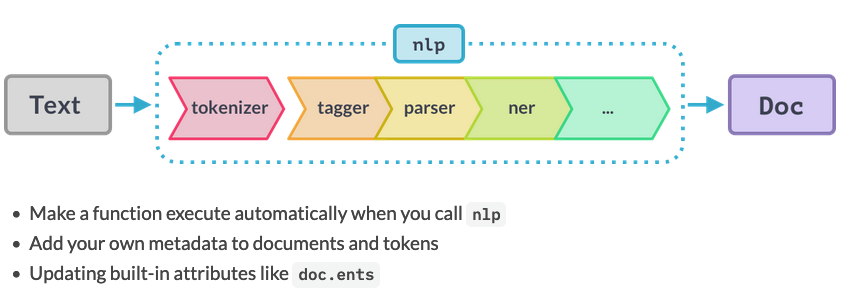 nlp
Text tokenizer tagger parser ner ... Doc
• Make a function execute automatically when you call nlp
• Add your own metadata to documents and tokens
• Updating built-in attributes like doc.ents